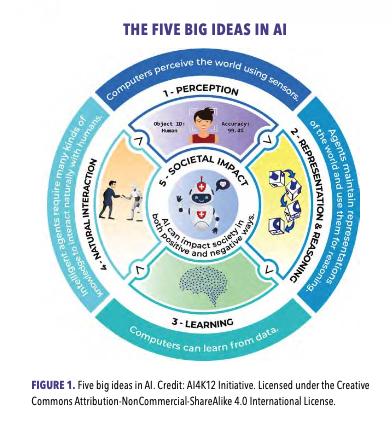 THE FIVE BIG IDEAS IN AI
Computers perceive the world using sensors.
1 - PERCEPTION
Object ID:
Human
Accuracy:
99.4%
2 - REPRESENTATION & REASONING
Agents maintain representations
of the world and use them for reasoning.
3 - LEARNING
Computers can learn from data.
4 - NATURAL INTERACTION
Intelligent agents require many kinds of
knowledge to interact naturally with humans.
5 - SOCIETAL IMPACT
AI can impact society in
both positive and negative ways.
FIGURE 1. Five big ideas in AI. Credit: AI4K12 Initiative. Licensed under the Creative
Commons Attribution-NonCommercial-ShareAlike 4.0 International License.